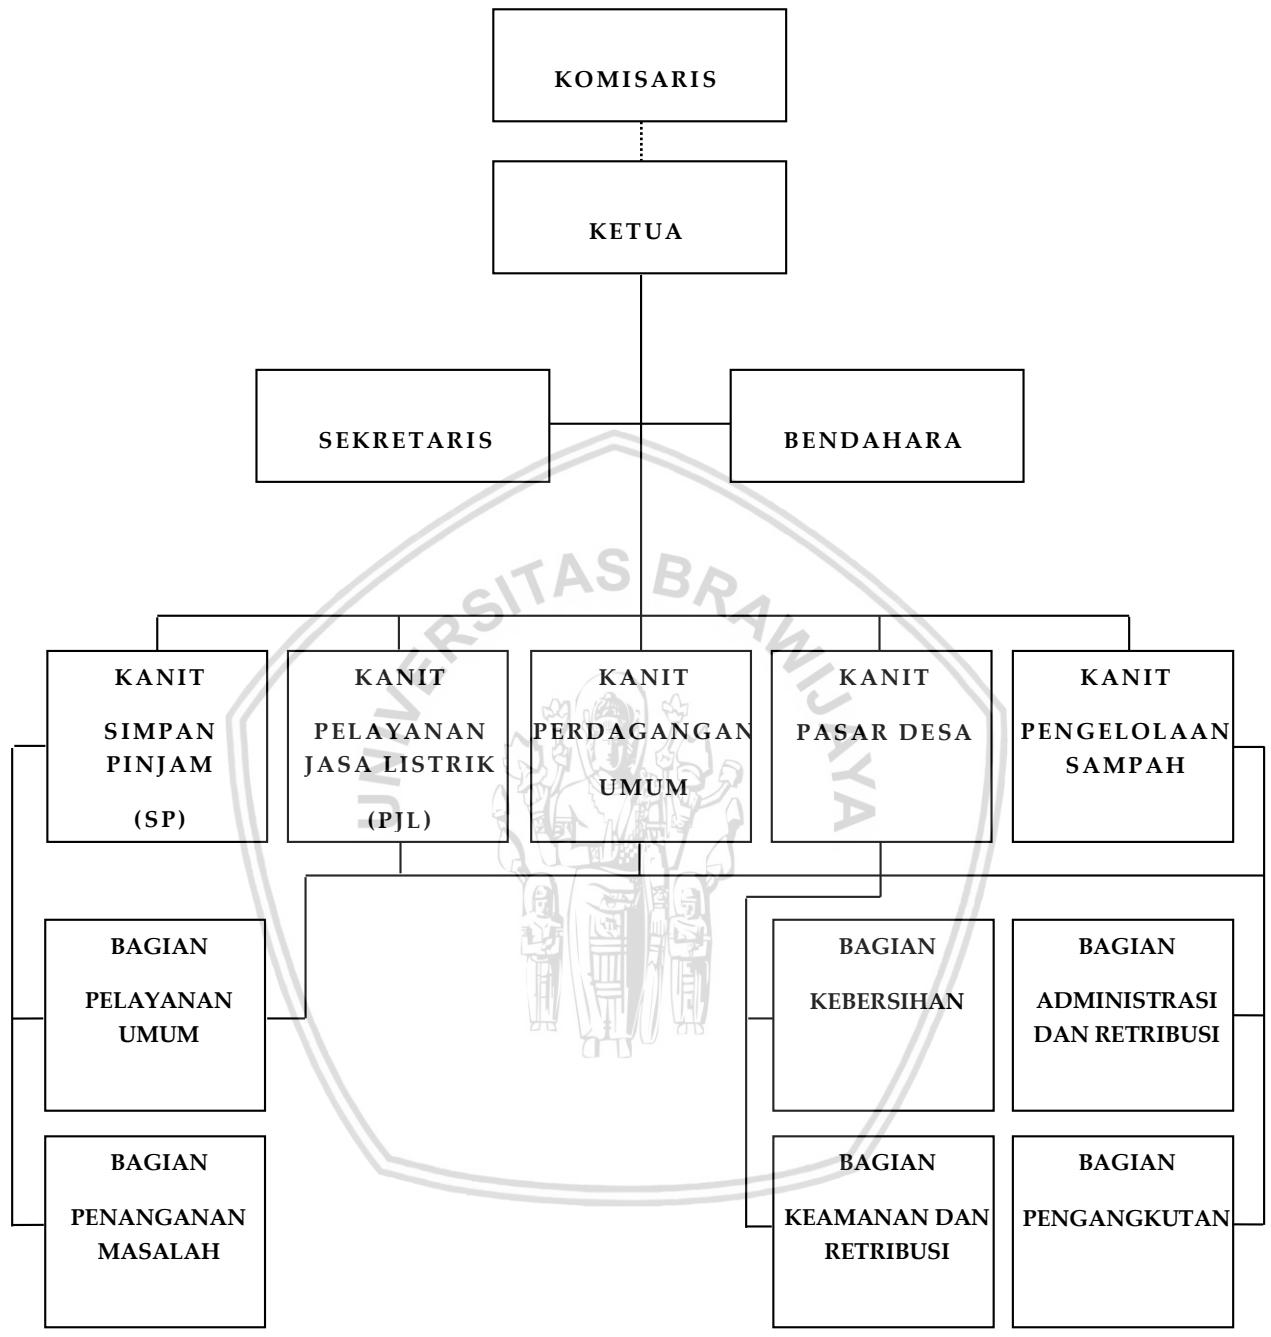 KOMISARIS
KETUA
SEKRETARIS
BENDAHARA
UNIVERSITAS BRAWIJAYA
KANIT
SIMPAN
PINJAM
(SP)
KANIT
PELAYANAN
JASA LISTRIK
(PJL)
KANIT
PERDAGANGAN
UMUM
KANIT
PASAR DESA
KANIT
PENGELOLAAN
SAMPAH
BAGIAN
PELAYANAN
UMUM
BAGIAN
KEBERSIHAN
BAGIAN
ADMINISTRASI
DAN RETRIBUSI
BAGIAN
PENANGANAN
MASALAH
BAGIAN
KEAMANAN DAN
RETRIBUSI
BAGIAN
PENGANGKUTAN